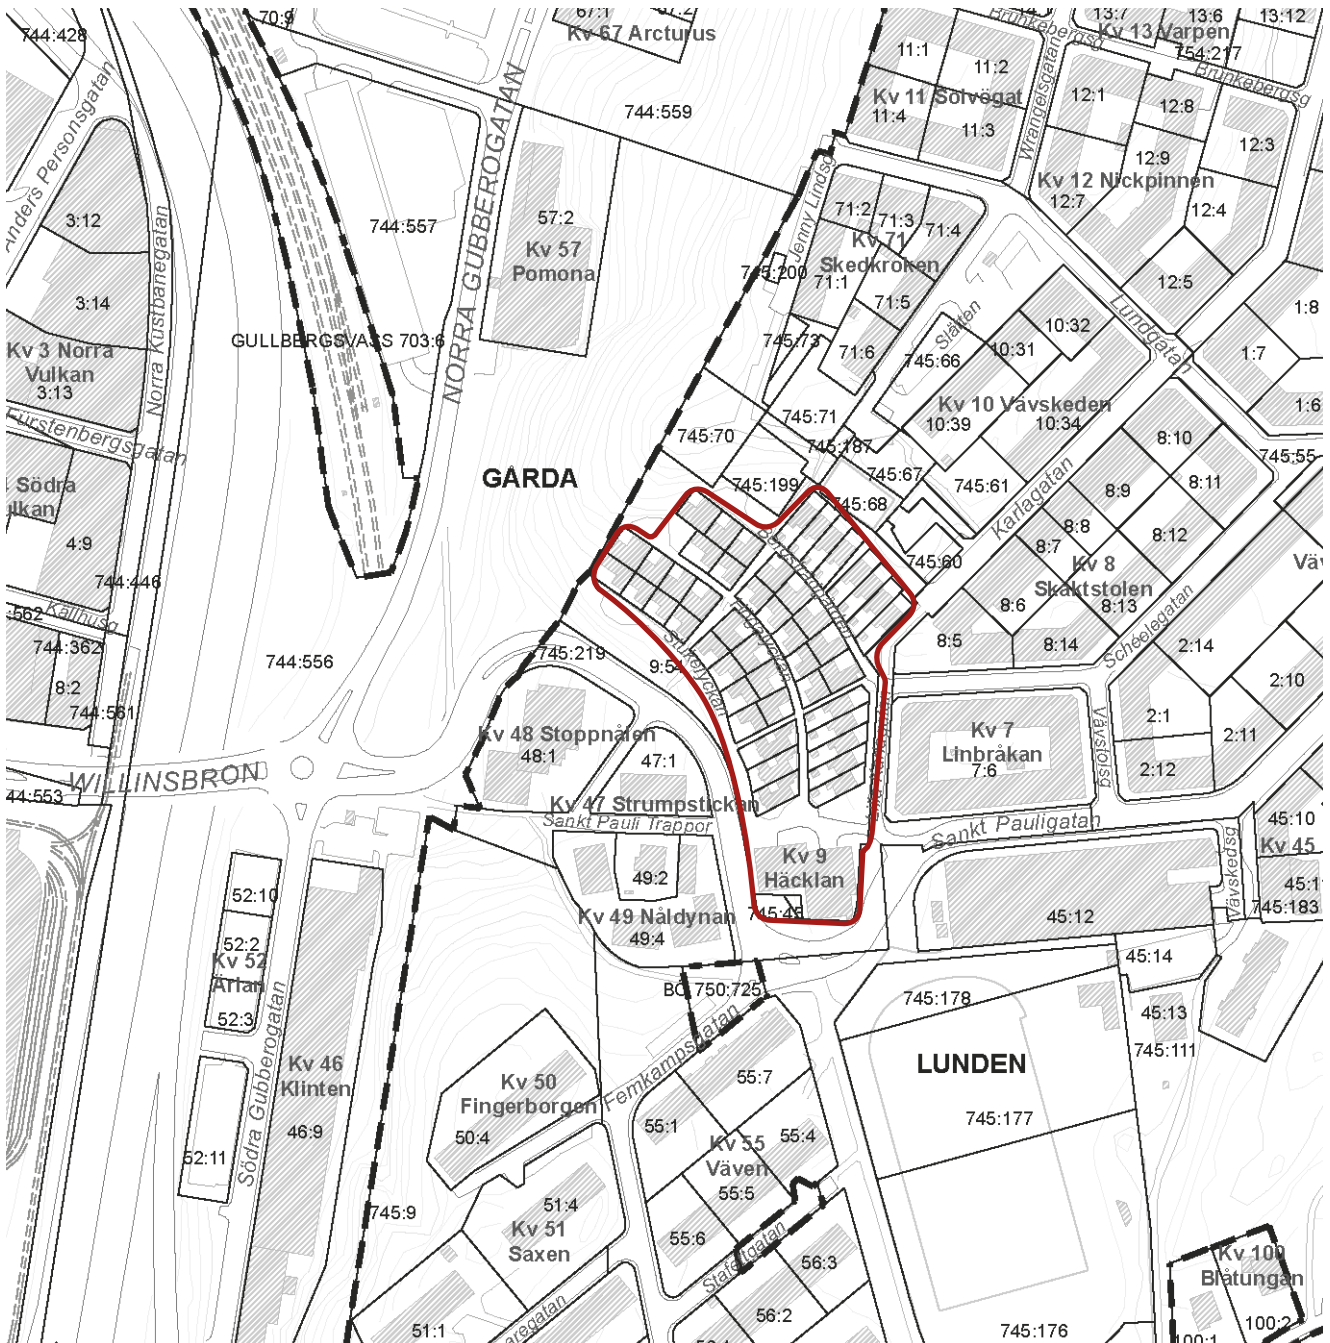 70:9
67:1
Kv 67 Arcturus
744:428
NORRA GUBBEROGATAN
744:559
11:1
11:2
Kv 11 Solvögat
11:4
11:3
Brunkebergsg
13:7
13:6
13:12
Kv 13 Varpen
754:217
Brunkebergsg
Wrangelsgatan
12:1
12:8
12:3
12:9
Kv 12 Nickpinnen
12:7
12:4
12:5
Anders Personsgatan
3:12
3:14
Kv 3 Norra
Vulkan
3:13
Norra Kustbanegatan
Fürstenbergsgatan
744:557
57:2
Kv 57
Pomona
GULLBERGSVASS 703:6
Jenny Lindsg
71:2
71:3
71:4
Kv 71
Skedkroken
745:200
71:1
71:5
745:73
71:6
745:66
Slätten
10:32
10:31
Lundgatan
1:8
1:7
1:6
Kv 10 Vävskeden
10:39
10:34
745:71
745:70
745:187
745:199
745:67
745:68
745:61
745:60
Karlagatan
8:10
8:9
8:11
745:55
8:8
8:7
8:12
Kv 8
Skaktstolen
8:6
8:13
8:5
8:14
Scheelegatan
2:14
2:10
2:1
2:11
2:12
Södra
4:9
744:446
Källhusg
744:362
8:2
744:561
744:556
GÅRDA
745:219
9:54
Stickelyckan
Kv 48 Stoppnålen
48:1
47:1
Kv 47 Strumpstickan
Sankt Pauli Trappor
WILLINSBRON
Kv 7
Linbråkan
7:6
Vävstolsg
Sankt Pauligatan
Kv 9
Häcklan
49:2
Kv 49 Nåldynan
49:4
45:10
Kv 45
Vävskedsg
45:12
745:183
45:14
45:13
745:111
52:10
52:2
Kv 52
Ärlan
52:3
52:11
Södra Gubberogatan
Kv 46
Klinten
46:9
745:9
750:725
745:178
LUNDEN
745:177
745:176
Femkampsgatan
Kv 50
Fingerborgen
50:4
55:7
55:1
55:4
Kv 55
Väven
55:5
55:6
51:4
Kv 51
Saxen
51:1
56:3
56:2
Kv 100
Blåtungan
100:2
100:1